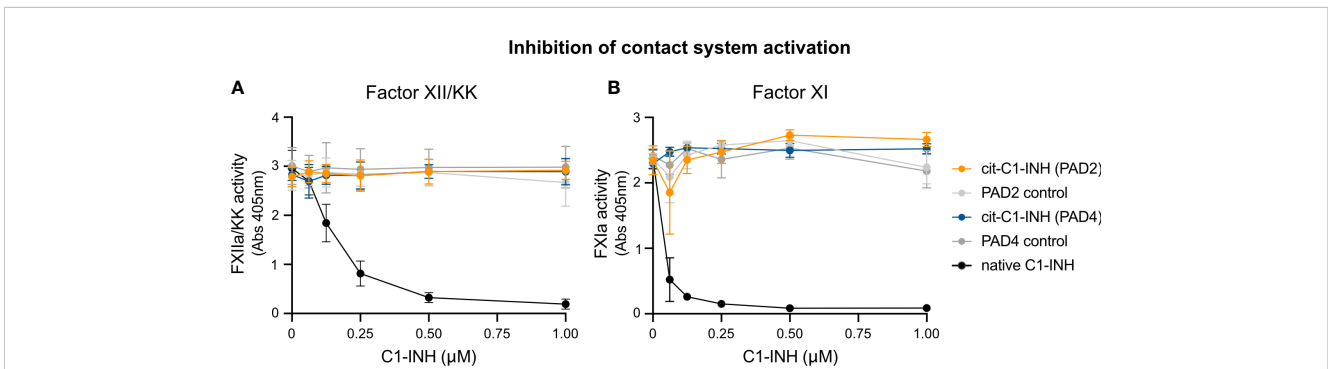 Inhibition of contact system activation
A
Factor XII/KK
FXIIa/KK activity
(Abs 405nm)
4
3
2
1
0
0
0.25
0.50
0.75
1.00
C1-INH (µM)
B
Factor XI
FXIa activity
(Abs 405nm)
3
2
1
0
0
0.25
0.50
0.75
1.00
C1-INH (µM)
cit-C1-INH (PAD2)
PAD2 control
cit-C1-INH (PAD4)
PAD4 control
native C1-INH